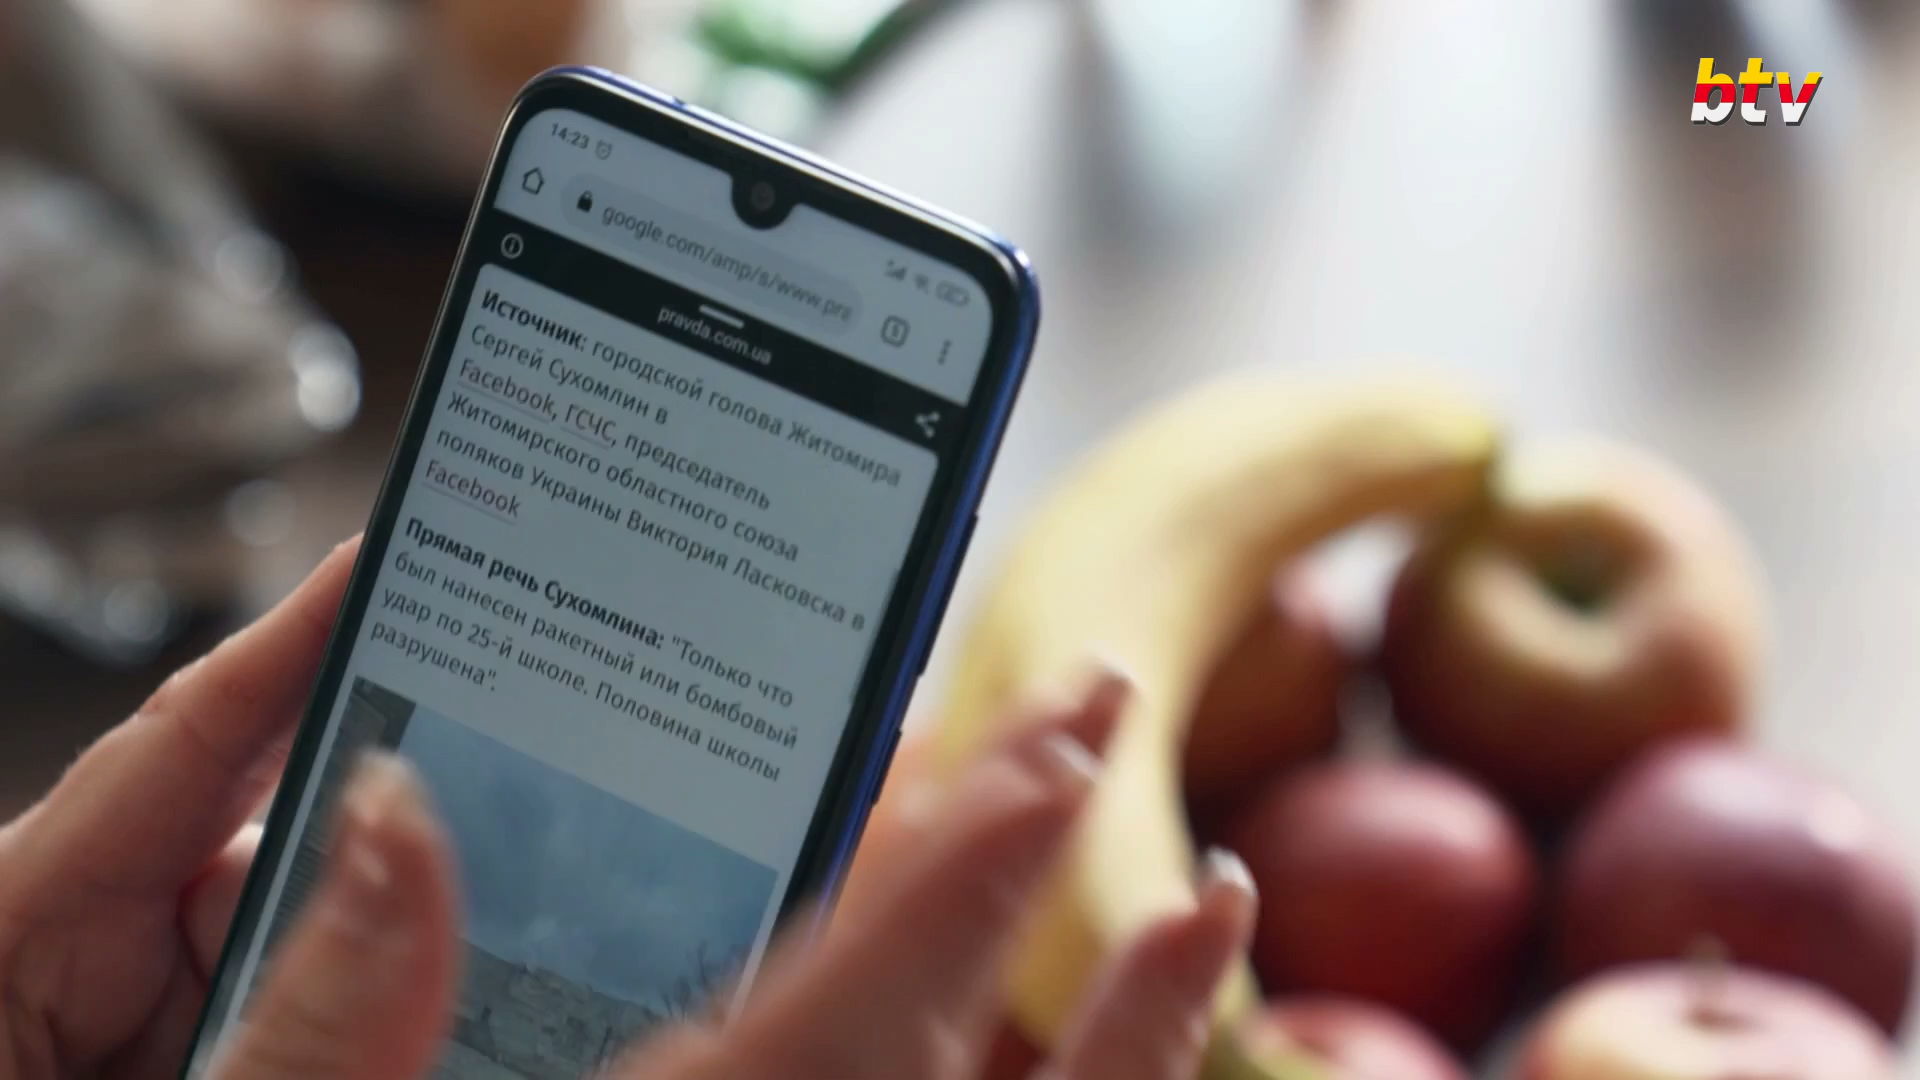 btv
14:23
google.com/amp/s/www.pra
pravda.com.ua
Источник: городской голова Житомира
Сергей Сухомлин в
Facebook, ГСЧС, председатель
Житомирского областного союза
поляков Украины Виктория Ласковска в
Facebook
Прямая речь Сухомлина: "Только что
был нанесен ракетный или бомбовый
удар по 25-й школе. Половина школы
разрушена".